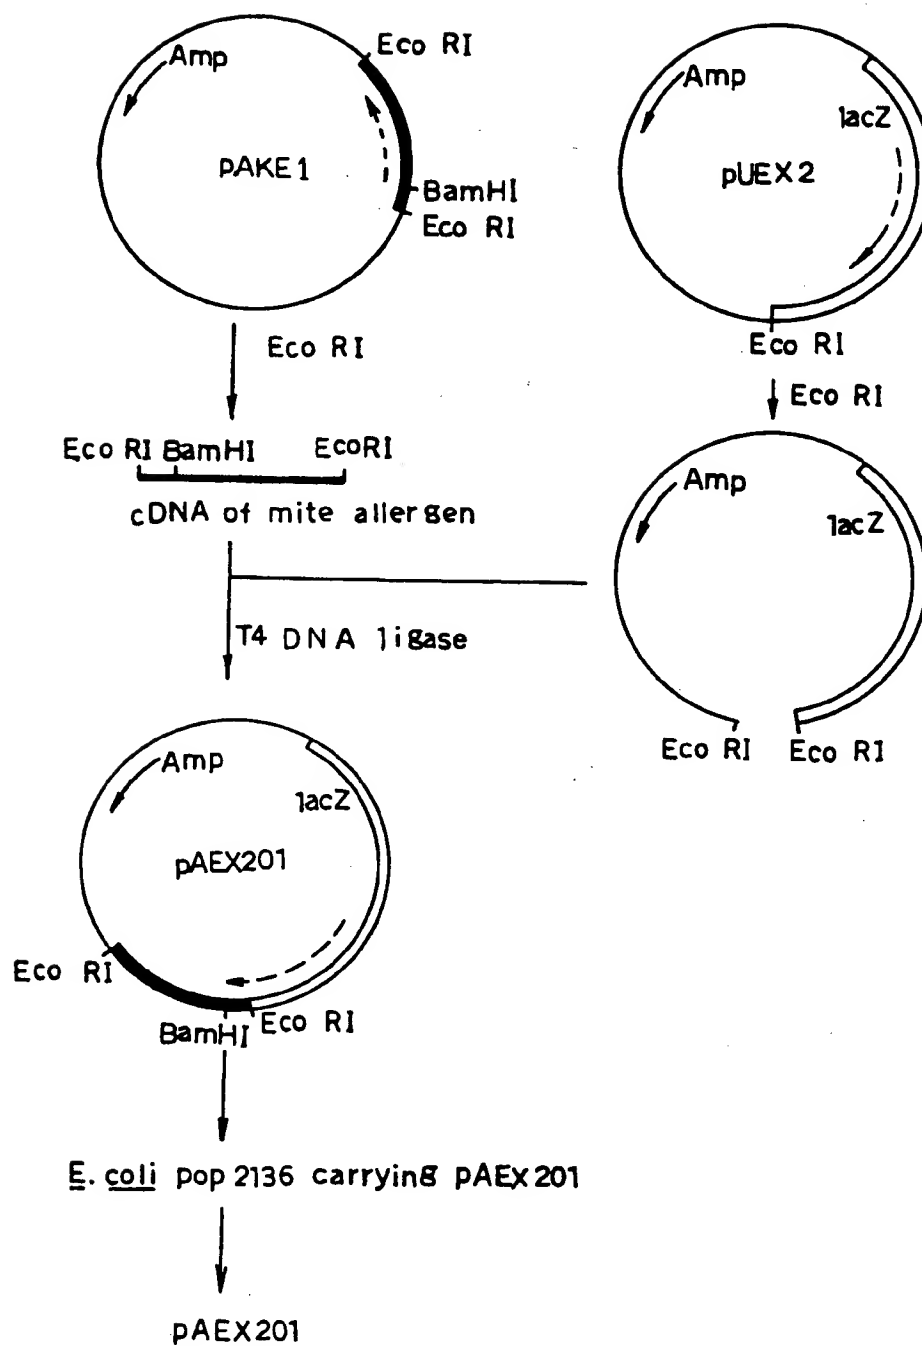 Eco RI
Amp
pAKE1
BamHI
Eco RI
Amp
lacZ
pUEX2
Eco RI
Eco RI
Eco RI
Eco RI BamHI EcoRI
cDNA of mite allergen
T4 DNA ligase
Amp
lacZ
Eco RI Eco RI
Amp
lacZ
pAEX201
Eco RI
BamHI Eco RI
E. coli pop 2136 carrying pAEX201
pAEX201